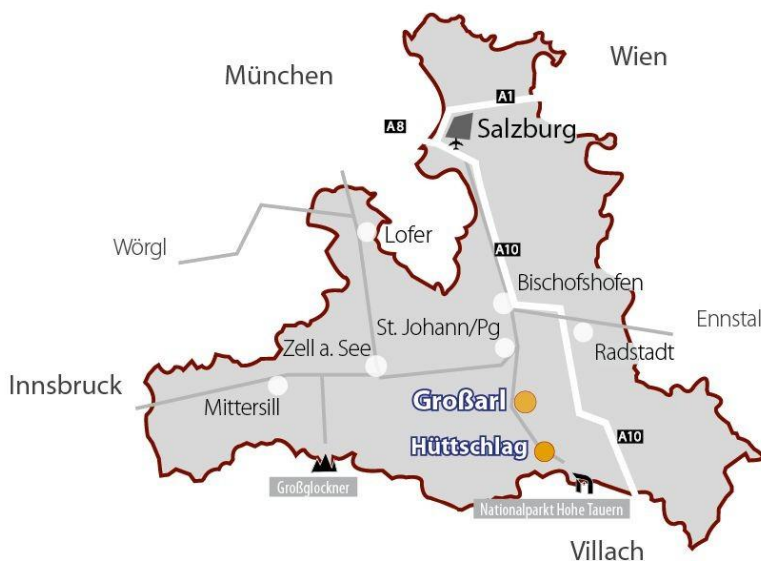 München
Wien
A1
A8
Salzburg
Wörgl
Lofer
A10
Bischofshofen
St. Johann/Pg
Ennstal
Zell a. See
Radstadt
Innsbruck
Mittersill
Großarl
Hüttschlag
A10
Großglockner
Nationalparkt Hohe Tauern
Villach